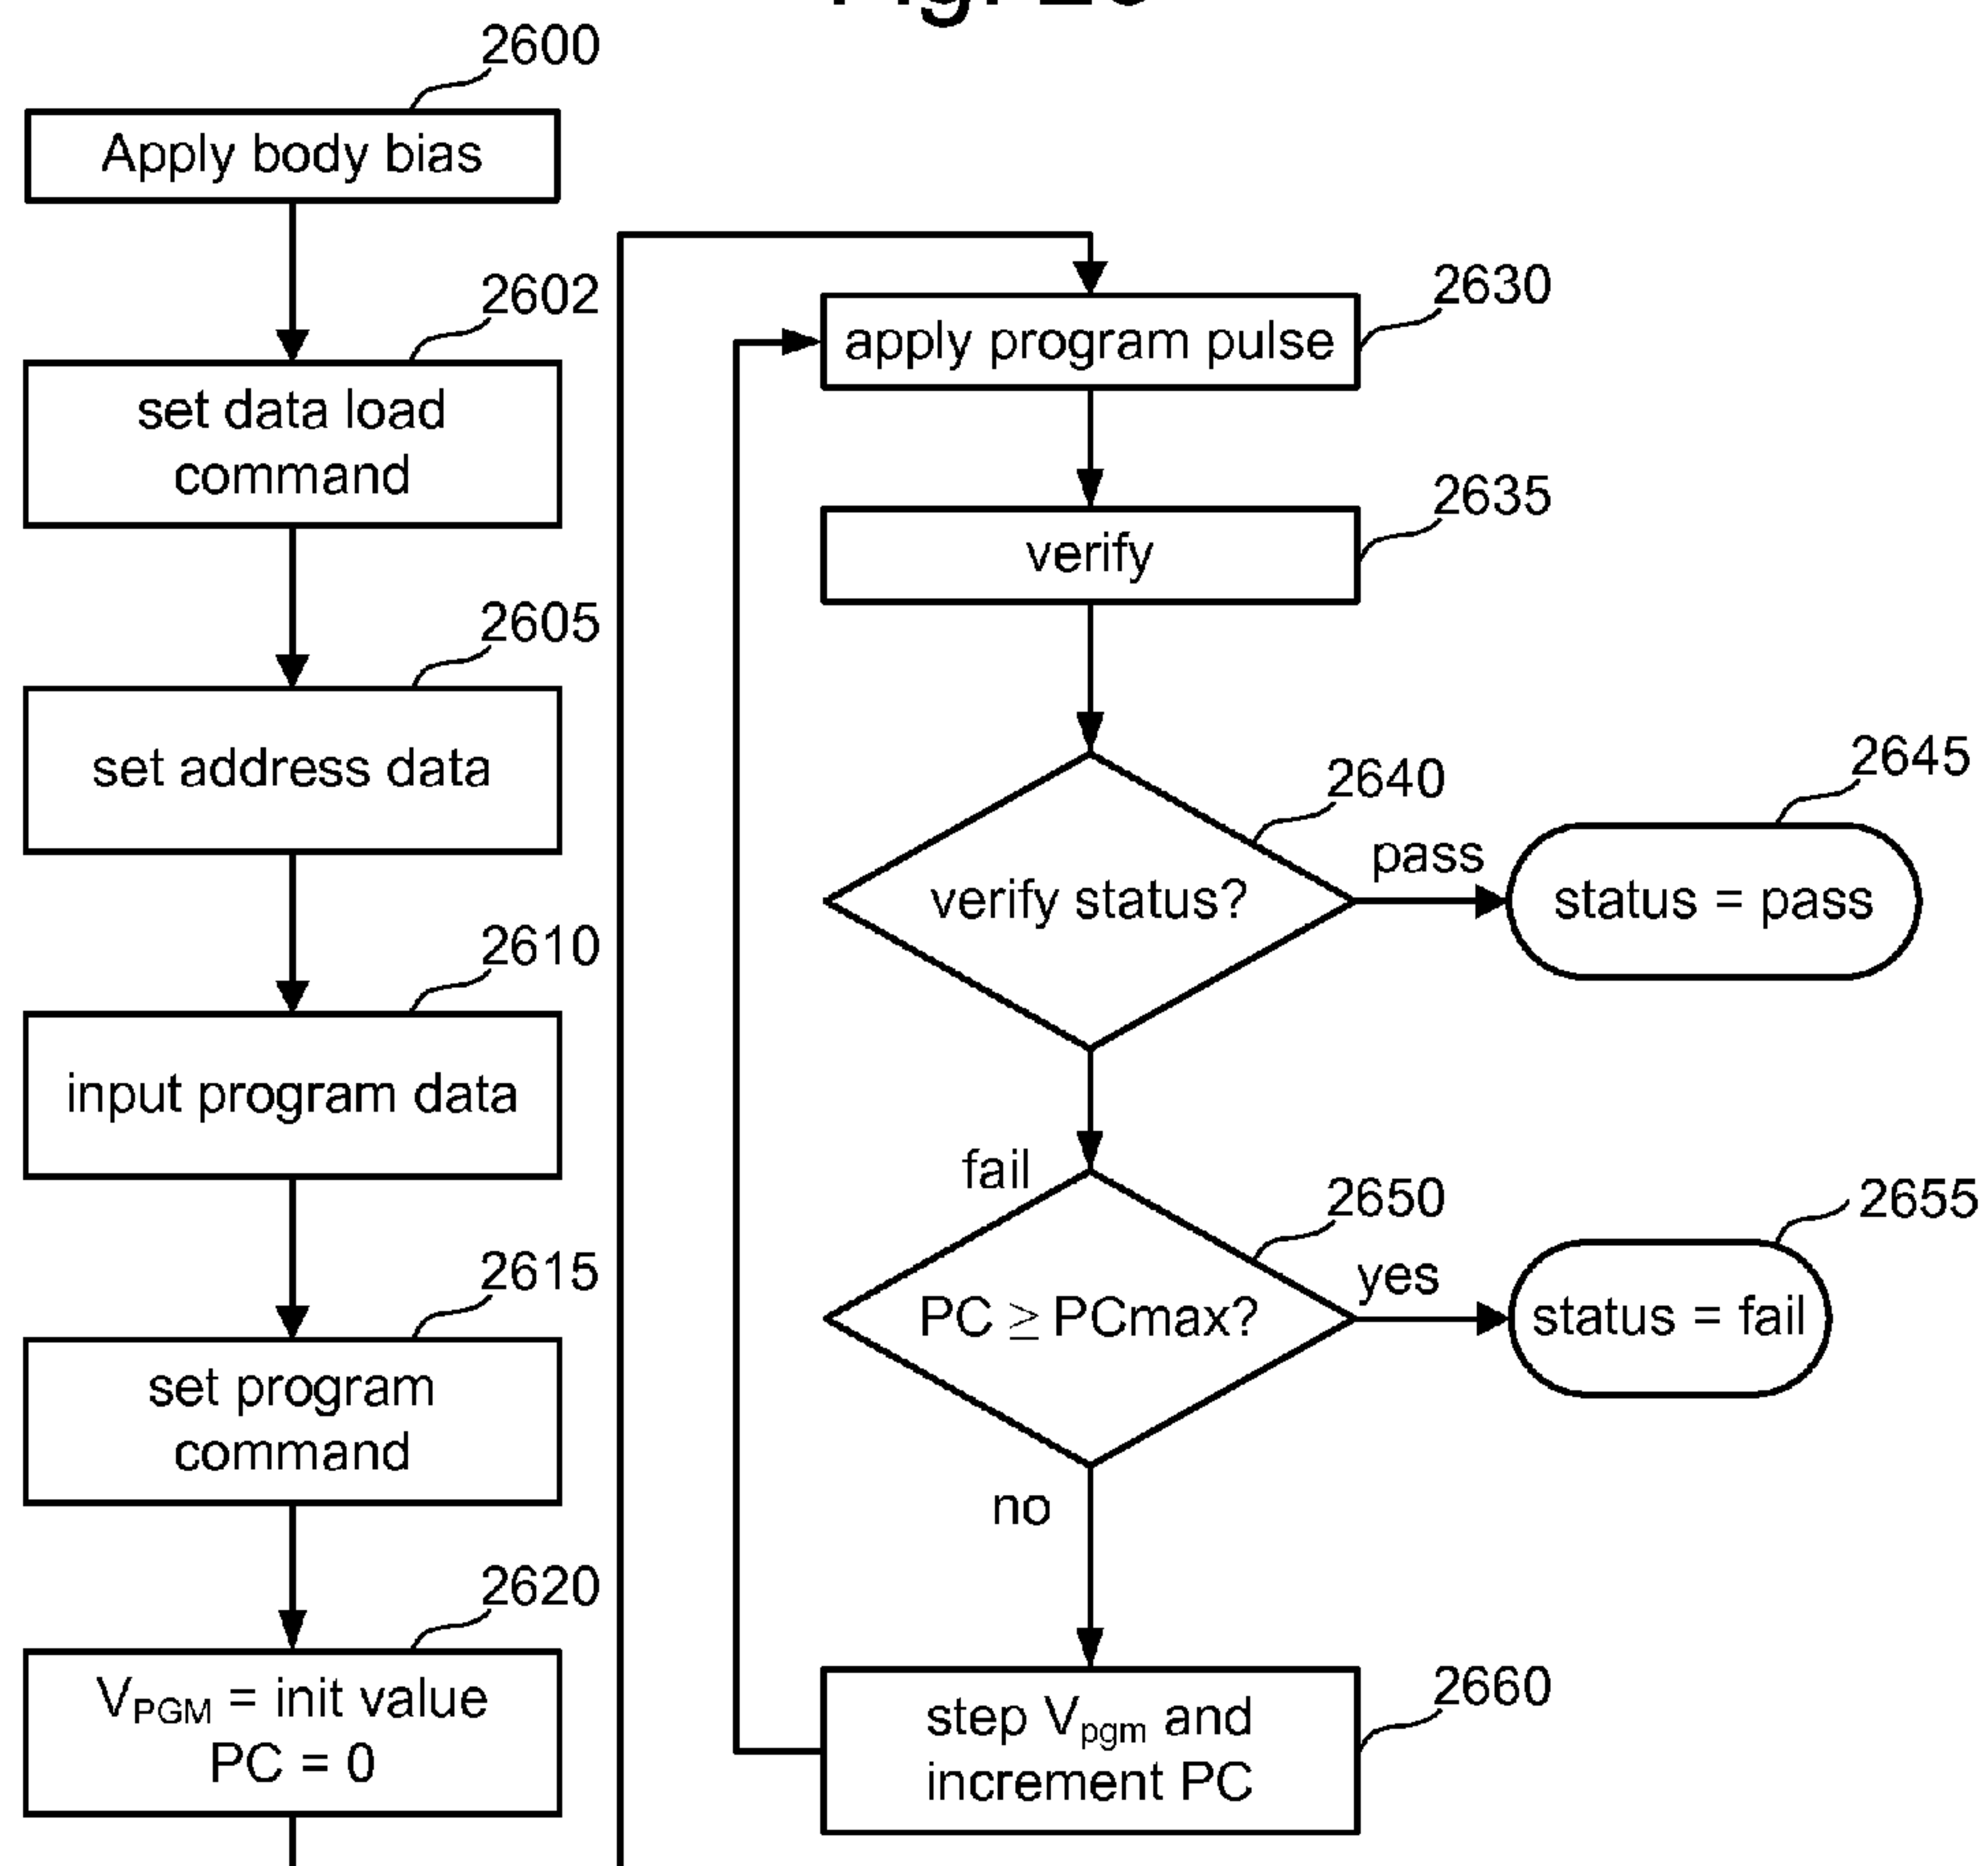 2600
Apply body bias
2602
set data load
command
2605
set address data
2610
input program data
2615
set program
command
2620
VPGM = init value
PC = 0
2630
apply program pulse
2635
verify
2640
verify status?
pass
2645
status = pass
fail
2650
PC ≥ PCmax?
yes
2655
status = fail
no
2660
step Vpgm and
increment PC